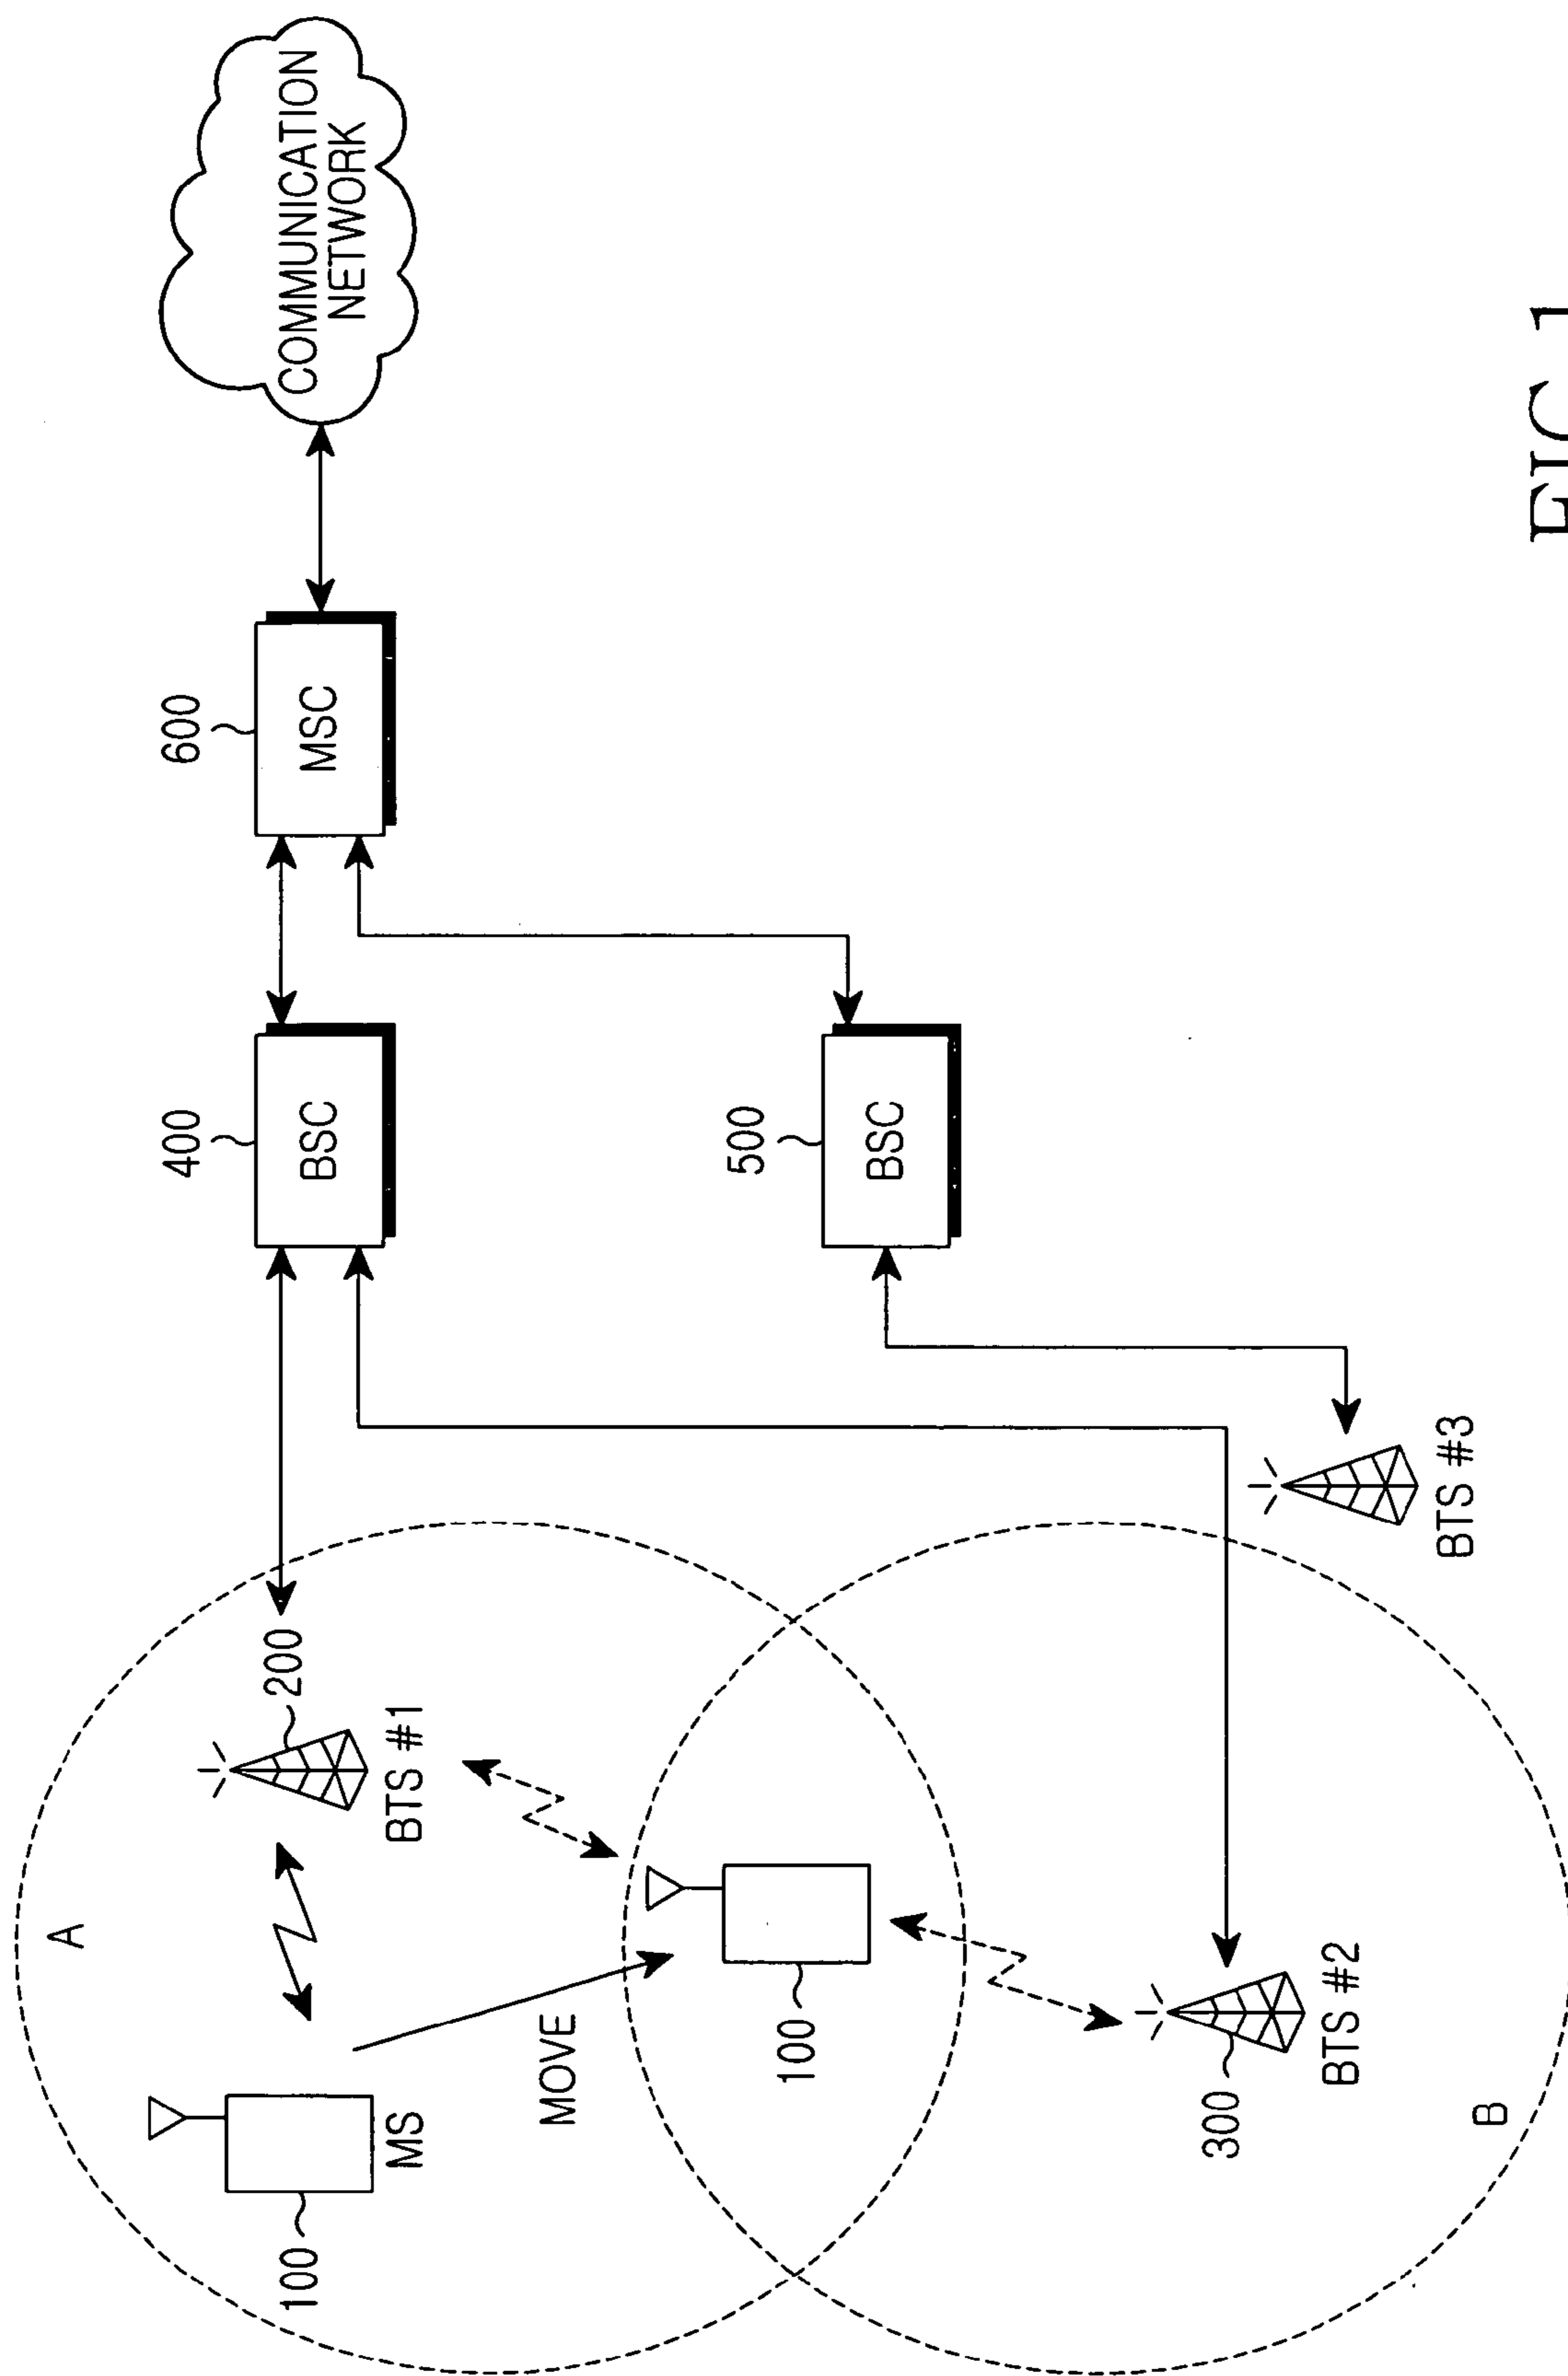 A
400
600
COMMUNICATION
NETWORK
BSC
MSC
100
200
MS
BTS #1
MOVE
500
BSC
100
300
BTS #2
BTS #3
B
FIG.1